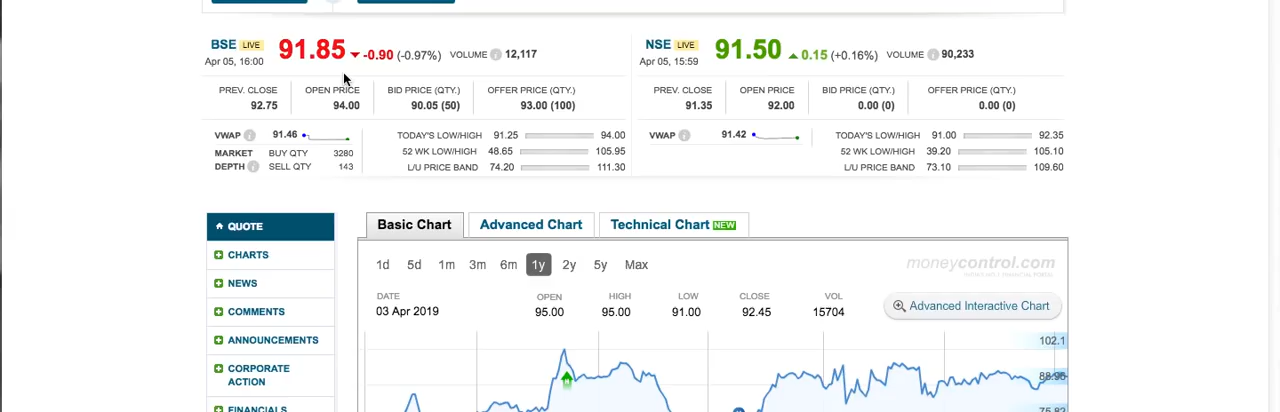 BSE LIVE 91.85 -0.90 (-0.97%) VOLUME i 12,117
Apr 05, 16:00
NSE LIVE 91.50 0.15 (+0.16%) VOLUME i 90,233
Apr 05, 15:59
PREV. CLOSE OPEN PRICE BID PRICE (QTY.) OFFER PRICE (QTY.)
92.75 94.00 90.05 (50) 93.00 (100)
PREV. CLOSE OPEN PRICE BID PRICE (QTY.) OFFER PRICE (QTY.)
91.35 92.00 0.00 (0) 0.00 (0)
VWAP i 91.46
MARKET BUY QTY 3280
DEPTH i SELL QTY 143
TODAY'S LOW/HIGH 91.25 94.00
52 WK LOW/HIGH 48.65 105.95
L/U PRICE BAND 74.20 111.30
VWAP i 91.42
TODAY'S LOW/HIGH 91.00 92.35
52 WK LOW/HIGH 39.20 105.10
L/U PRICE BAND 73.10 109.60
QUOTE
CHARTS
NEWS
COMMENTS
ANNOUNCEMENTS
CORPORATE
ACTION
FINANCIALS
Basic Chart Advanced Chart Technical Chart NEW
1d 5d 1m 3m 6m 1y 2y 5y Max
moneycontrol.com
DATE OPEN HIGH LOW CLOSE VOL
03 Apr 2019 95.00 95.00 91.00 92.45 15704
Advanced Interactive Chart
102.1
88.96
75.82